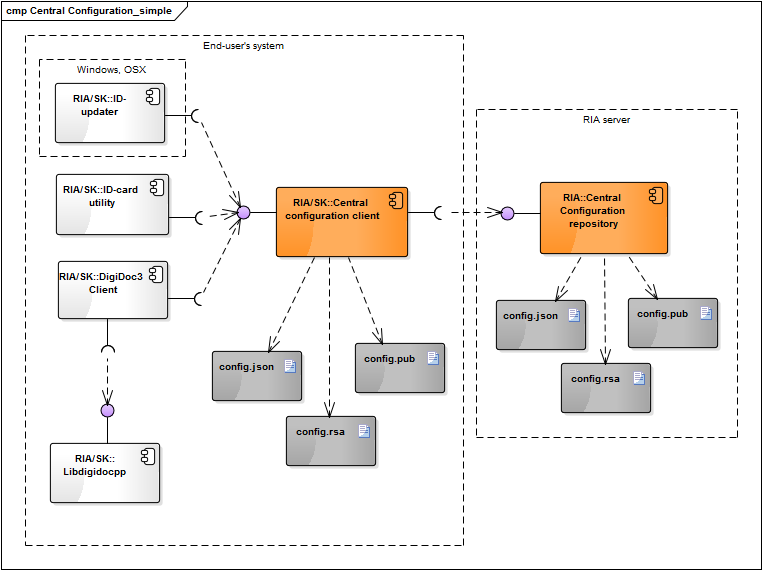 cmp Central Configuration_simple
End-user's system
Windows, OSX
RIA/SK::ID-
updater
RIA/SK::ID-card
utility
RIA/SK::DigiDoc3
Client
RIA/SK::
Libdigidocpp
RIA/SK::Central
configuration client
config.json
config.rsa
config.pub
RIA server
RIA::Central
Configuration
repository
config.json
config.rsa
config.pub